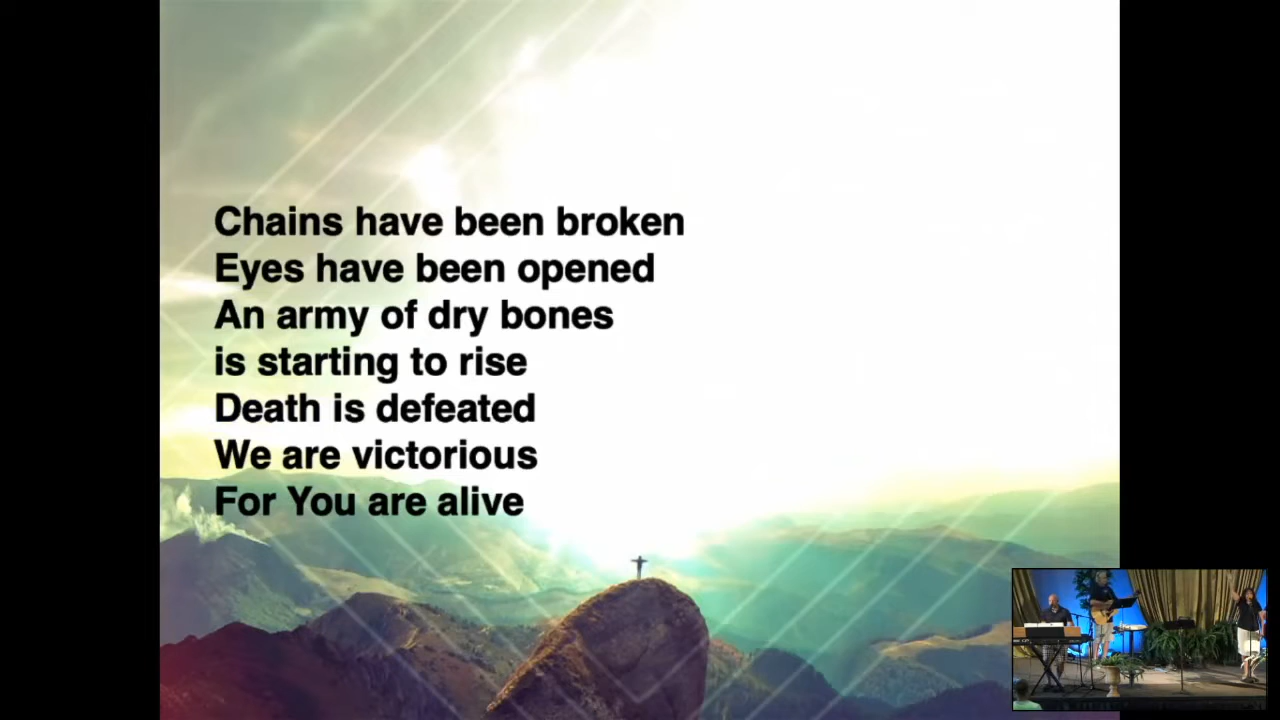 Chains have been broken
Eyes have been opened
An army of dry bones
is starting to rise
Death is defeated
We are victorious
For You are alive